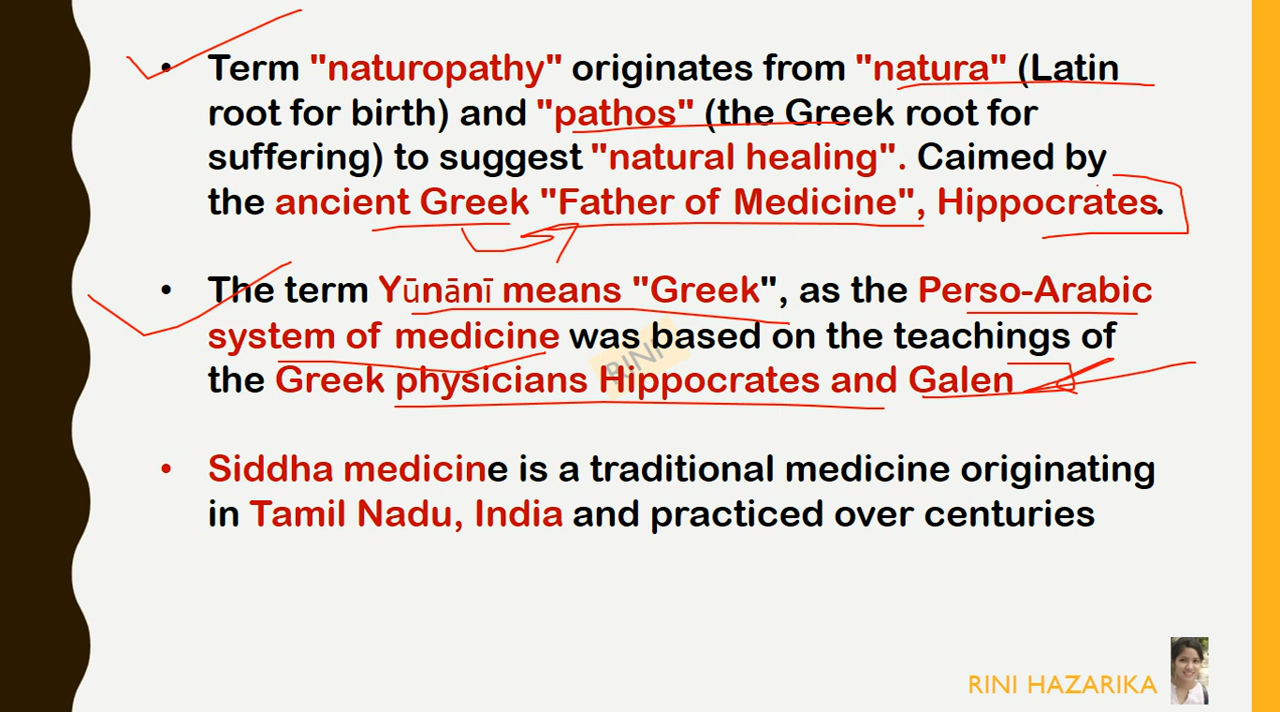 • Term "naturopathy" originates from "natura" (Latin
root for birth) and "pathos" (the Greek root for
suffering) to suggest "natural healing". Caimed by
the ancient Greek "Father of Medicine", Hippocrates.
• The term Yūnānī means "Greek", as the Perso-Arabic
system of medicine was based on the teachings of
the Greek physicians Hippocrates and Galen
RINI
• Siddha medicine is a traditional medicine originating
in Tamil Nadu, India and practiced over centuries
RINI HAZARIKA